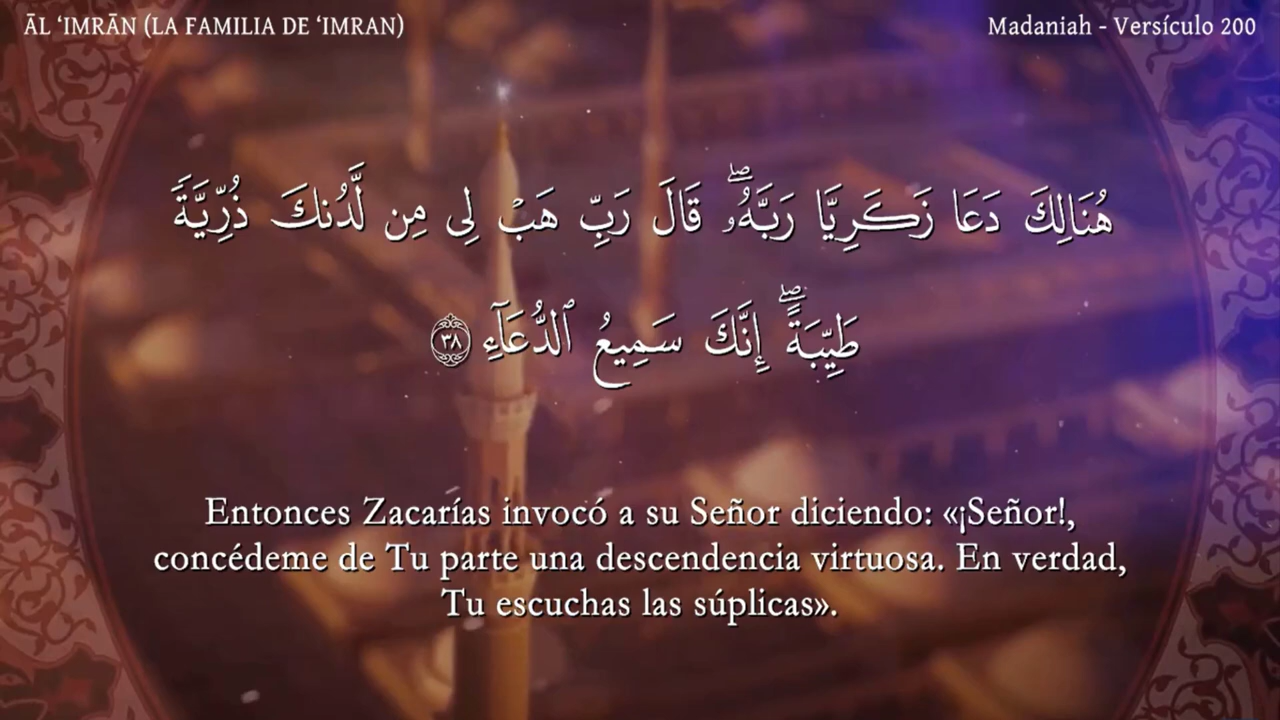 ĀL ‘IMRĀN (LA FAMILIA DE ‘IMRAN)
Madaniah - Versículo 200
هُنَالِكَ دَعَا زَكَرِيَّا رَبَّهُۥۖ قَالَ رَبِّ هَبْ لِى مِن لَّدُنكَ ذُرِّيَّةً
طَيِّبَةًۖ إِنَّكَ سَمِيعُ ٱلدُّعَآءِ ٣٨
Entonces Zacarías invocó a su Señor diciendo: «¡Señor!,
concédeme de Tu parte una descendencia virtuosa. En verdad,
Tu escuchas las súplicas».